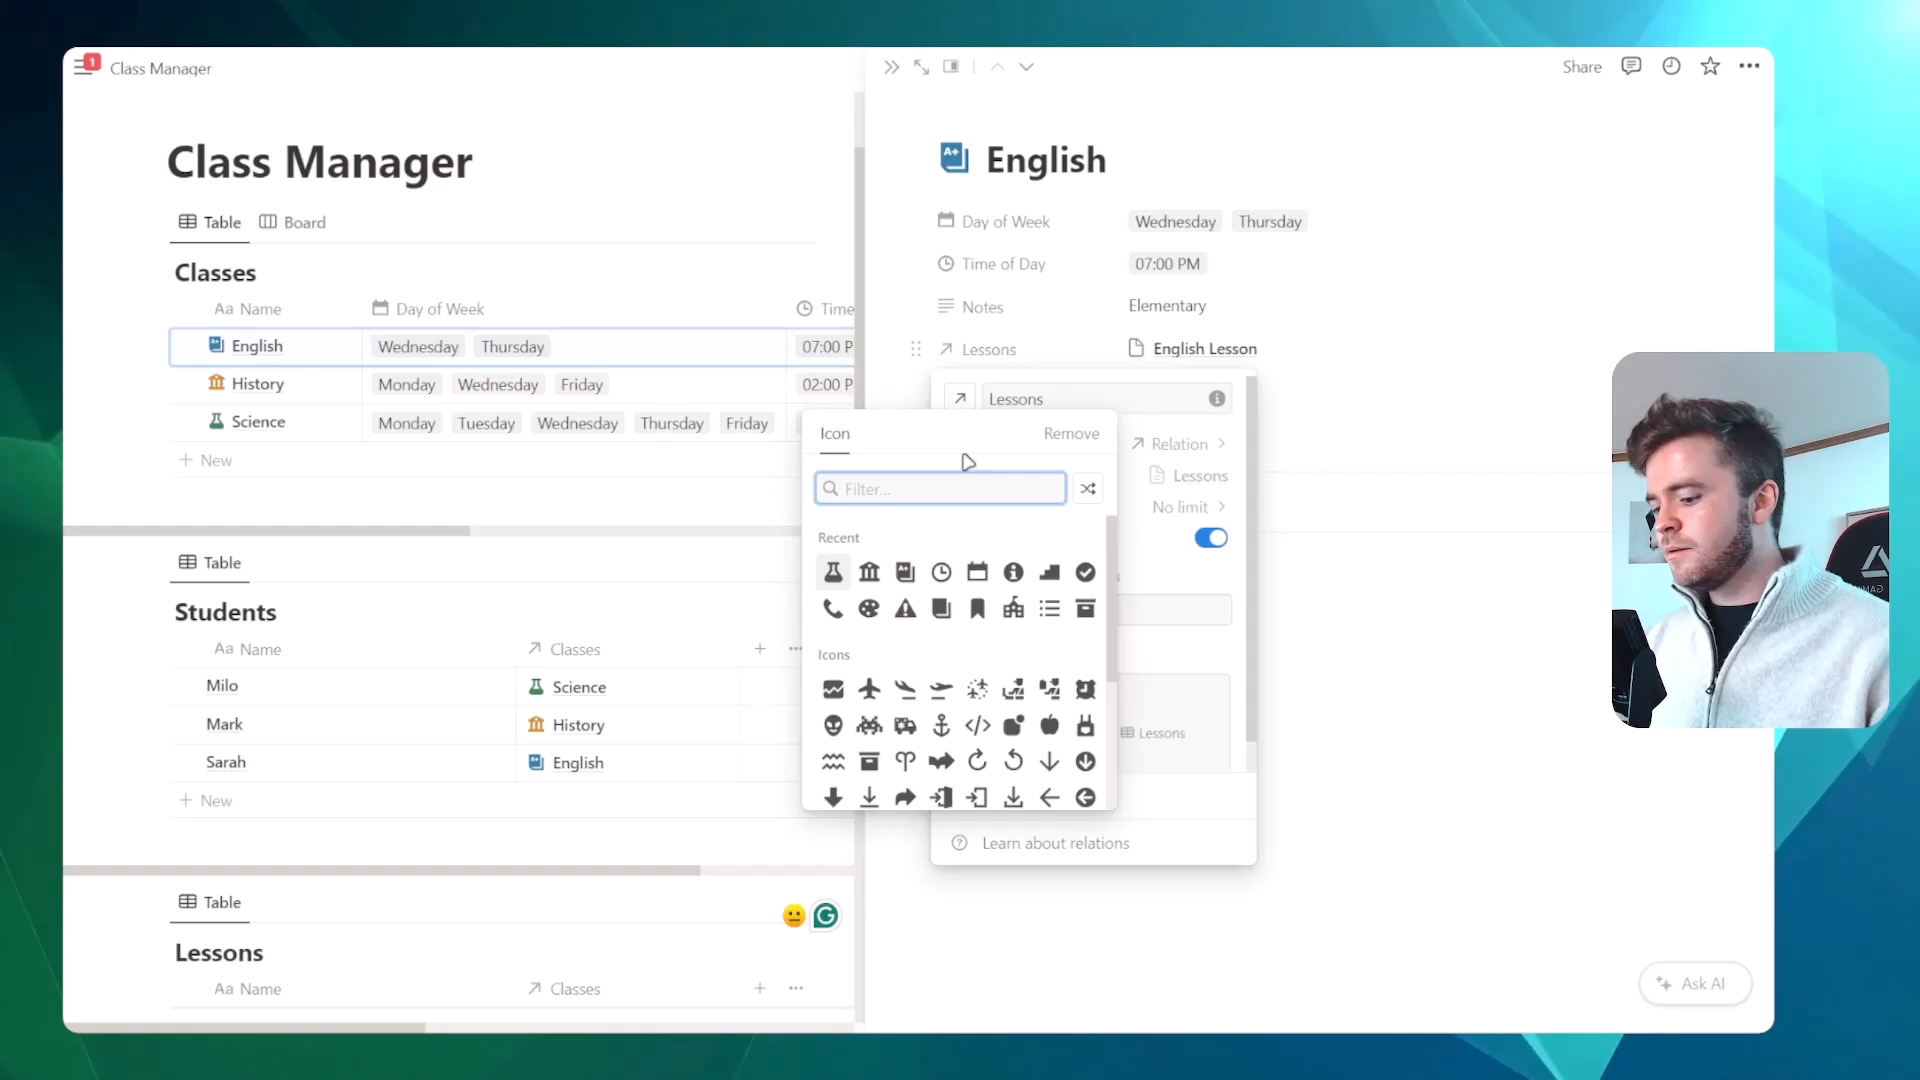 1
Class Manager
Share
Class Manager
Table
Board
Classes
Aa Name
Day of Week
Time
English
Wednesday
Thursday
07:00 P
History
Monday
Wednesday
Friday
02:00 P
Science
Monday
Tuesday
Wednesday
Thursday
Friday
+ New
Table
Students
Aa Name
Classes
Milo
Science
Mark
History
Sarah
English
+ New
Table
Lessons
Aa Name
Classes
A+
English
Day of Week
Wednesday
Thursday
Time of Day
07:00 PM
Notes
Elementary
Lessons
English Lesson
Lessons
Relation
Lessons
No limit
Lessons
Learn about relations
Icon
Remove
Filter...
Recent
Icons
Ask AI